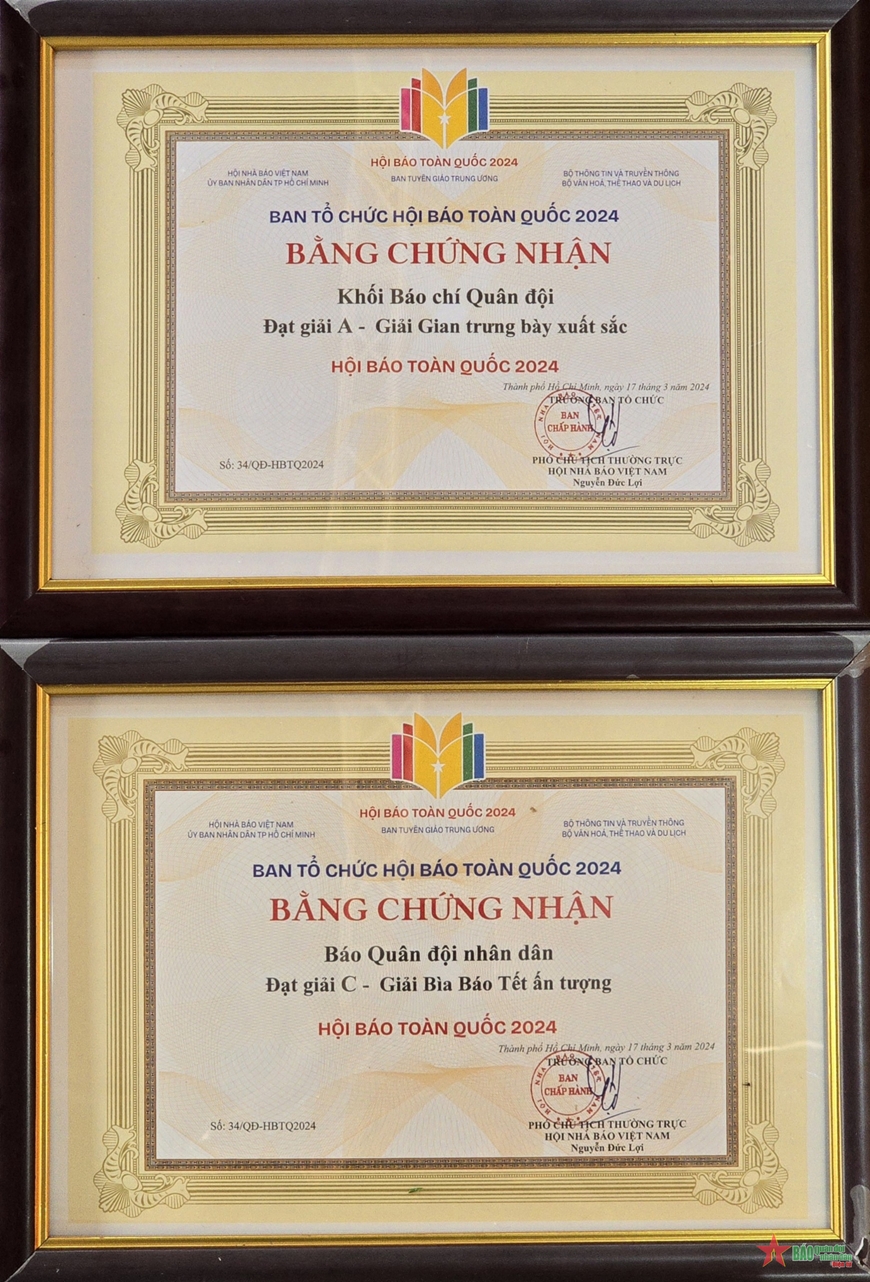 HỘI BÁO TOÀN QUỐC 2024
HỘI NHÀ BÁO VIỆT NAM
ỦY BAN NHÂN DÂN TP HỒ CHÍ MINH
BAN TUYÊN GIÁO TRUNG ƯƠNG
BỘ THÔNG TIN VÀ TRUYỀN THÔNG
BỘ VĂN HOÁ, THỂ THAO VÀ DU LỊCH
BAN TỔ CHỨC HỘI BÁO TOÀN QUỐC 2024
BẰNG CHỨNG NHẬN
Khối Báo chí Quân đội
Đạt giải A - Giải Gian trưng bày xuất sắc
HỘI BÁO TOÀN QUỐC 2024
Thành phố Hồ Chí Minh, ngày 17 tháng 3 năm 2024
TRƯỞNG BAN TỔ CHỨC
BAN
CHẤP HÀNH
PHÓ CHỦ TỊCH THƯỜNG TRỰC
HỘI NHÀ BÁO VIỆT NAM
Nguyễn Đức Lợi
Số: 34/QĐ-HBTQ2024
HỘI BÁO TOÀN QUỐC 2024
HỘI NHÀ BÁO VIỆT NAM
ỦY BAN NHÂN DÂN TP HỒ CHÍ MINH
BAN TUYÊN GIÁO TRUNG ƯƠNG
BỘ THÔNG TIN VÀ TRUYỀN THÔNG
BỘ VĂN HOÁ, THỂ THAO VÀ DU LỊCH
BAN TỔ CHỨC HỘI BÁO TOÀN QUỐC 2024
BẰNG CHỨNG NHẬN
Báo Quân đội nhân dân
Đạt giải C - Giải Bìa Báo Tết ấn tượng
HỘI BÁO TOÀN QUỐC 2024
Thành phố Hồ Chí Minh, ngày 17 tháng 3 năm 2024
TRƯỞNG BAN TỔ CHỨC
BAN
CHẤP HÀNH
PHÓ CHỦ TỊCH THƯỜNG TRỰC
HỘI NHÀ BÁO VIỆT NAM
Nguyễn Đức Lợi
Số: 34/QĐ-HBTQ2024
BÁO Quân đội nhân dân
Điện tử